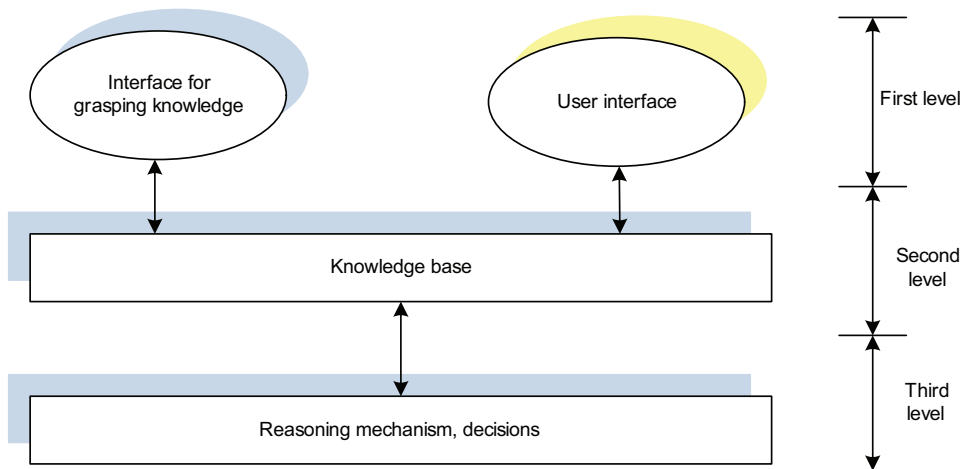 Interface for
grasping knowledge
User interface
First level
Knowledge base
Second
level
Reasoning mechanism, decisions
Third
level